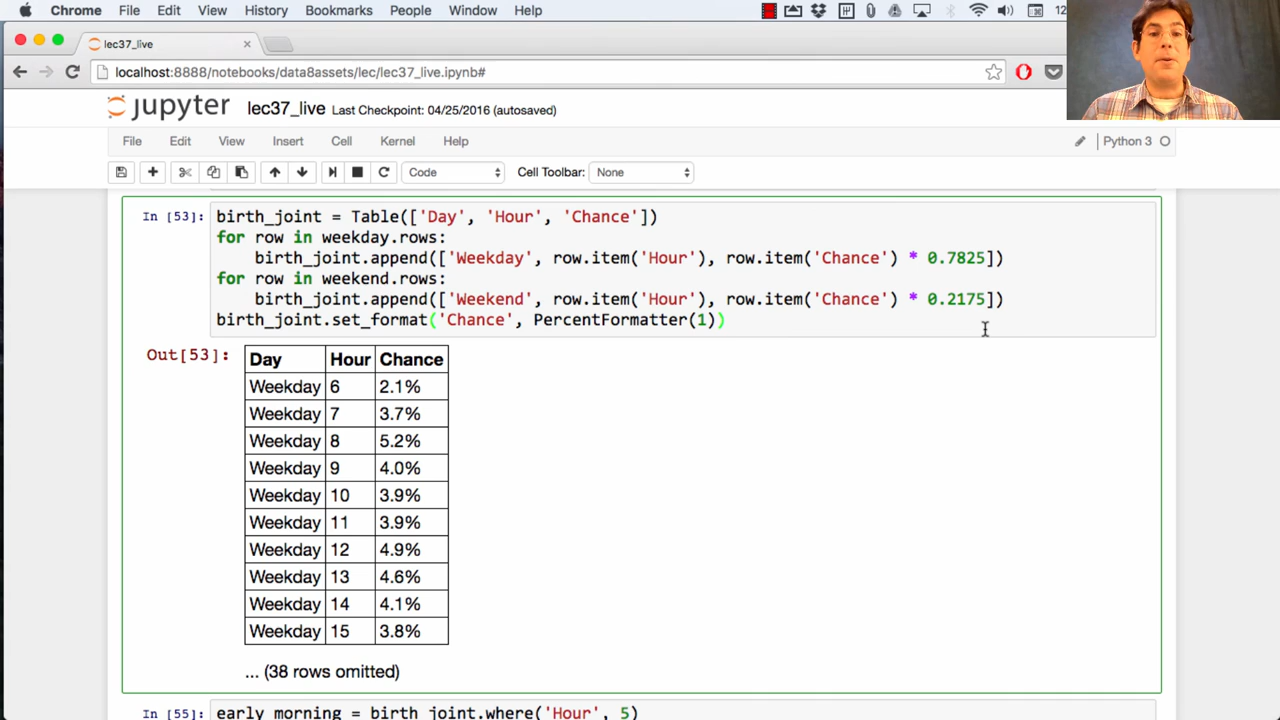 Chrome File Edit View History Bookmarks People Window Help 12
lec37_live
localhost:8888/notebooks/data8assets/lec/lec37_live.ipynb#
jupyter lec37_live Last Checkpoint: 04/25/2016 (autosaved)
File Edit View Insert Cell Kernel Help Python 3
Code Cell Toolbar: None
In [53]: birth_joint = Table(['Day', 'Hour', 'Chance'])
for row in weekday.rows:
birth_joint.append(['Weekday', row.item('Hour'), row.item('Chance') * 0.7825])
for row in weekend.rows:
birth_joint.append(['Weekend', row.item('Hour'), row.item('Chance') * 0.2175])
birth_joint.set_format('Chance', PercentFormatter(1))
Out[53]:
Day Hour Chance
Weekday 6 2.1%
Weekday 7 3.7%
Weekday 8 5.2%
Weekday 9 4.0%
Weekday 10 3.9%
Weekday 11 3.9%
Weekday 12 4.9%
Weekday 13 4.6%
Weekday 14 4.1%
Weekday 15 3.8%
... (38 rows omitted)
In [55]: early_morning = birth_joint.where('Hour', 5)